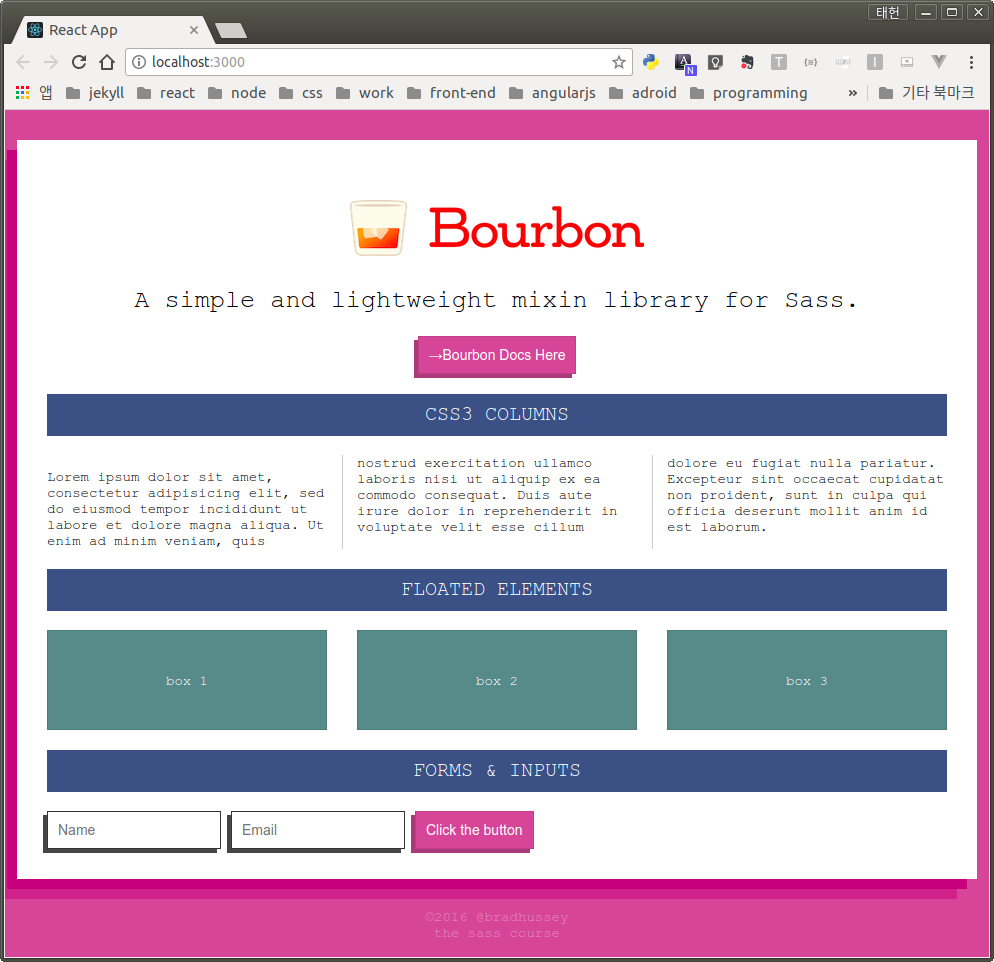 태헌
React App
localhost:3000
앱 jekyll react node css work front-end angularjs adroid programming » 기타 북마크
Bourbon
A simple and lightweight mixin library for Sass.
→Bourbon Docs Here
CSS3 COLUMNS
Lorem ipsum dolor sit amet,
consectetur adipisicing elit, sed
do eiusmod tempor incididunt ut
labore et dolore magna aliqua. Ut
enim ad minim veniam, quis
nostrud exercitation ullamco
laboris nisi ut aliquip ex ea
commodo consequat. Duis aute
irure dolor in reprehenderit in
voluptate velit esse cillum
dolore eu fugiat nulla pariatur.
Excepteur sint occaecat cupidatat
non proident, sunt in culpa qui
officia deserunt mollit anim id
est laborum.
FLOATED ELEMENTS
box 1
box 2
box 3
FORMS & INPUTS
Name
Email
Click the button
©2016 @bradhussey
the sass course